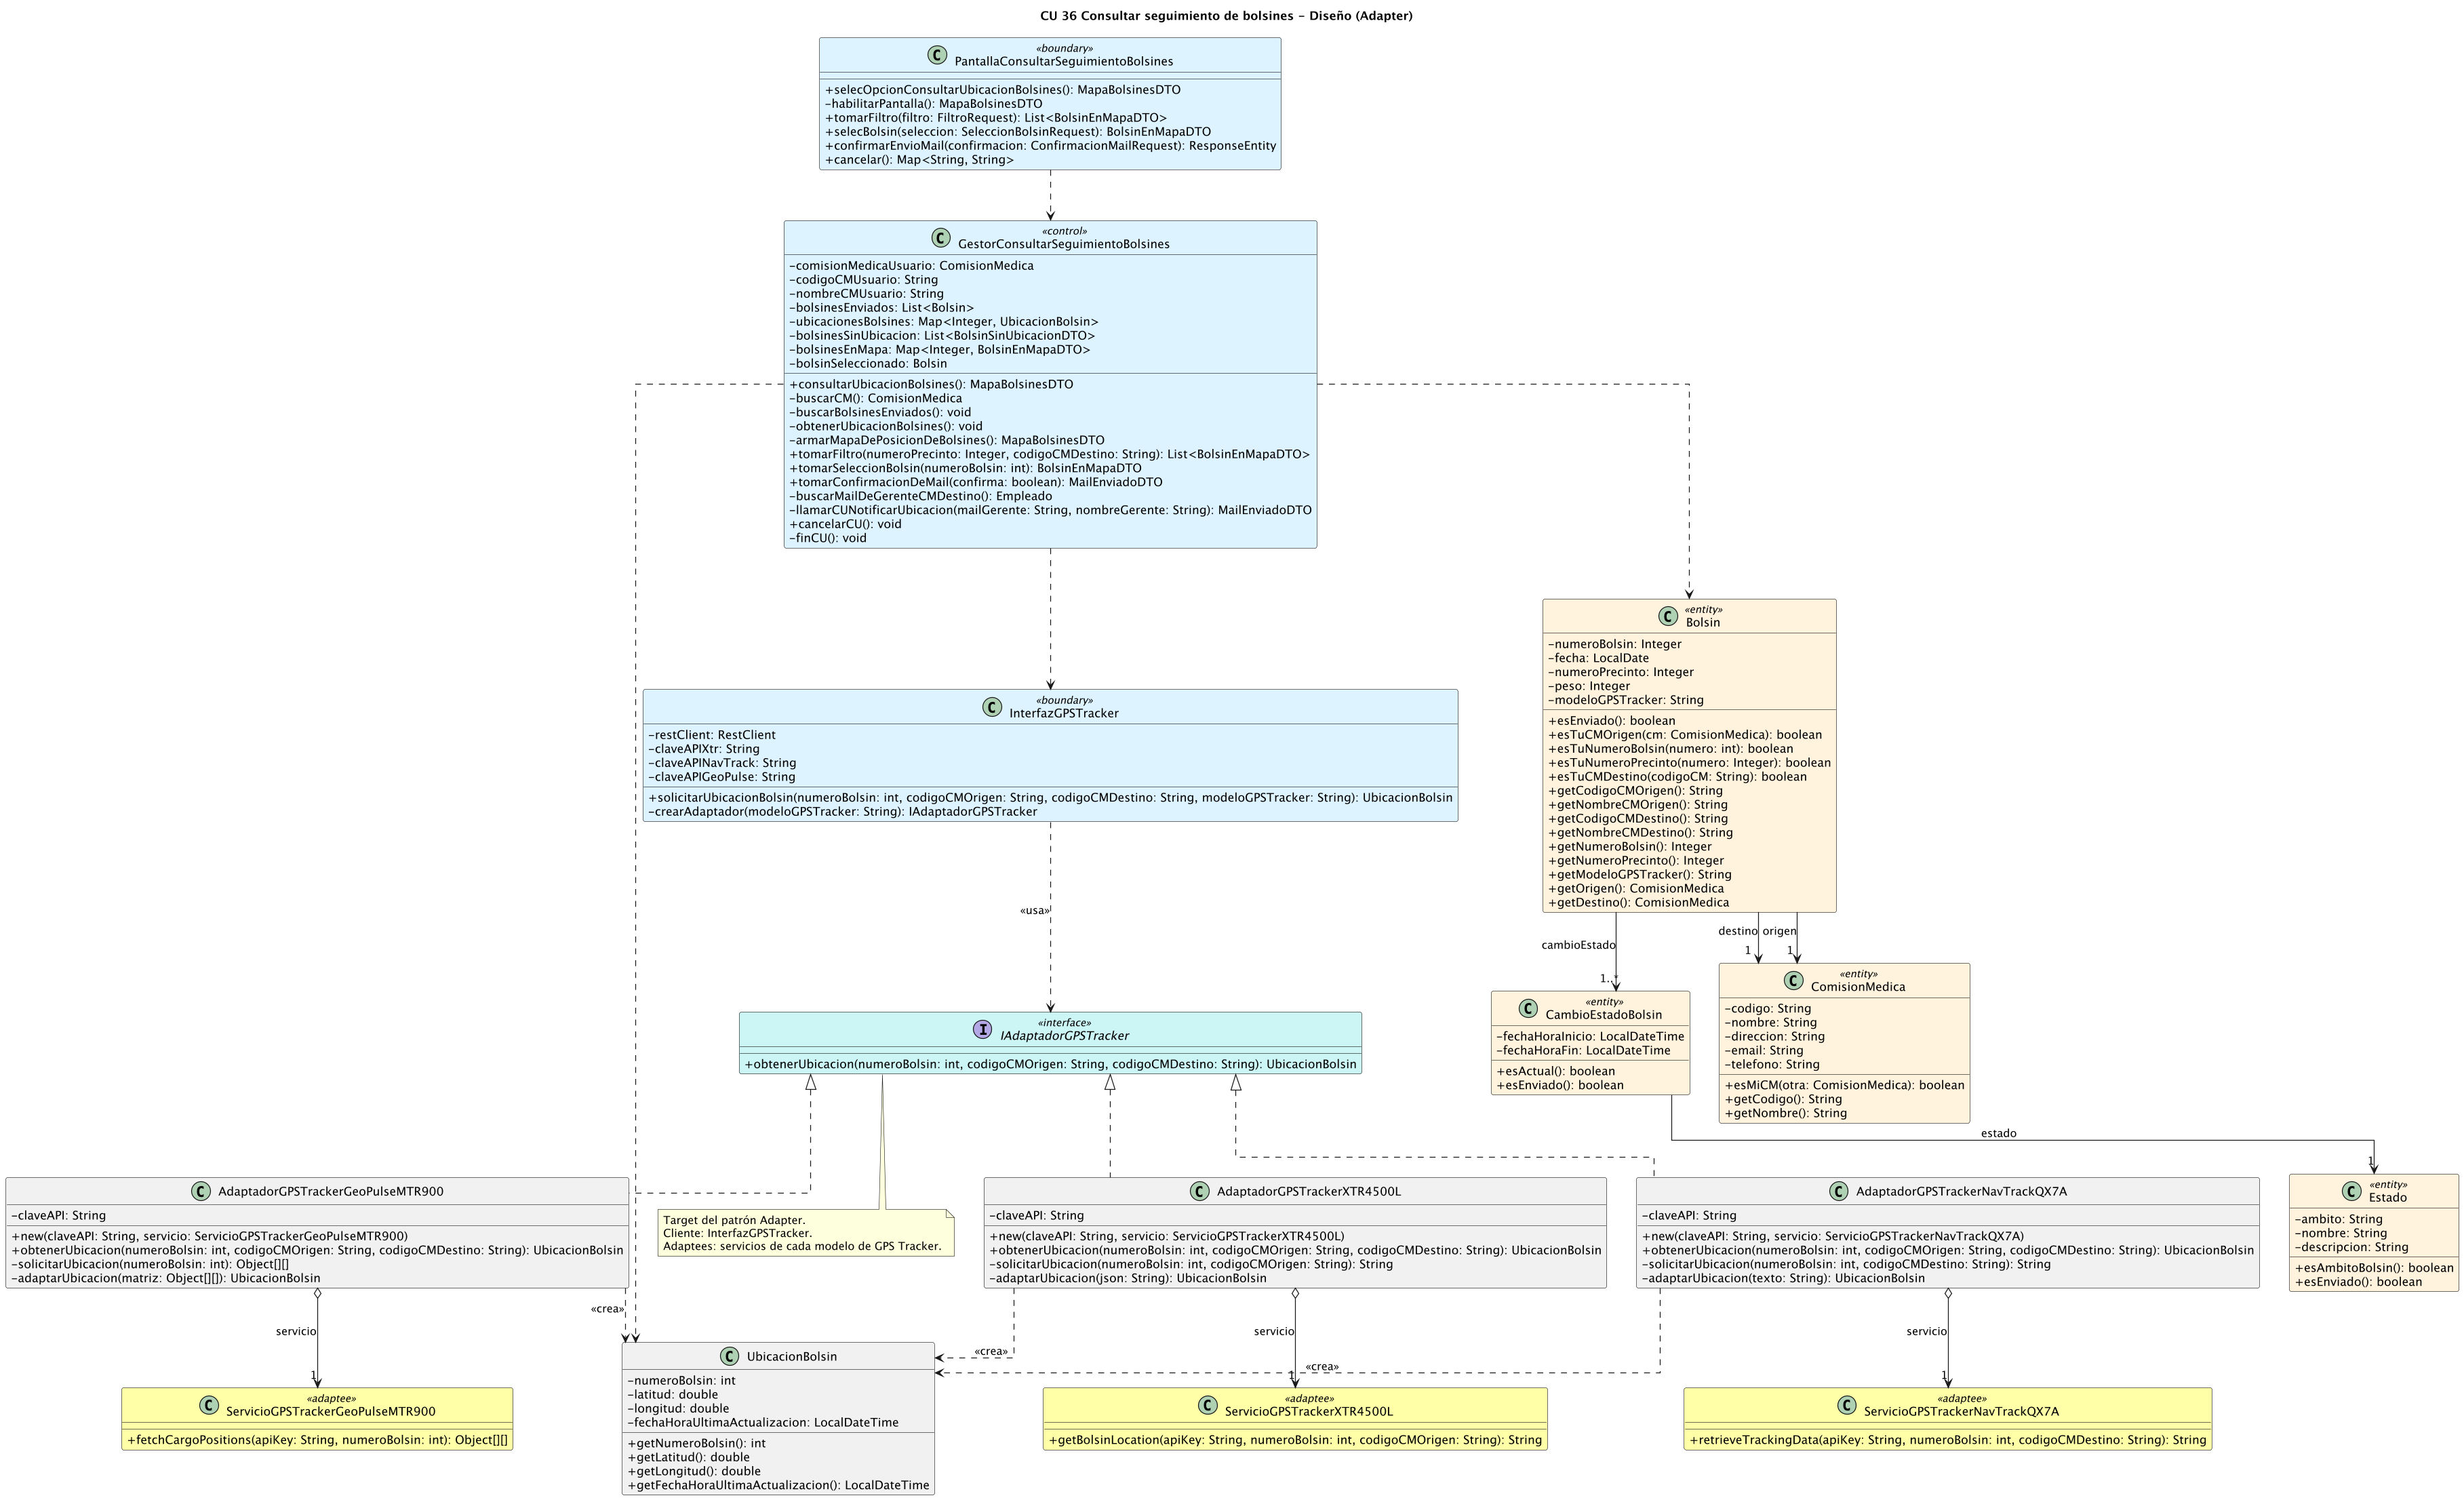 CU 36 Consultar seguimiento de bolsines – Diseño (Adapter)
«boundary»
PantallaConsultarSeguimientoBolsines
+selecOpcionConsultarUbicacionBolsines(): MapaBolsinesDTO
–habilitarPantalla(): MapaBolsinesDTO
+tomarFiltro(filtro: FiltroRequest): List<BolsinEnMapaDTO>
+selecBolsin(seleccion: SeleccionBolsinRequest): BolsinEnMapaDTO
+confirmarEnvioMail(confirmacion: ConfirmacionMailRequest): ResponseEntity
+cancelar(): Map<String, String>
«control»
GestorConsultarSeguimientoBolsines
–comisionMedicaUsuario: ComisionMedica
–codigoCMUsuario: String
–nombreCMUsuario: String
–bolsinesEnviados: List<Bolsin>
–ubicacionesBolsines: Map<Integer, UbicacionBolsin>
–bolsinesSinUbicacion: List<BolsinSinUbicacionDTO>
–bolsinesEnMapa: Map<Integer, BolsinEnMapaDTO>
–bolsinSeleccionado: Bolsin
+consultarUbicacionBolsines(): MapaBolsinesDTO
–buscarCM(): ComisionMedica
–buscarBolsinesEnviados(): void
–obtenerUbicacionBolsines(): void
–armarMapaDePosicionDeBolsines(): MapaBolsinesDTO
+tomarFiltro(numeroPrecinto: Integer, codigoCMDestino: String): List<BolsinEnMapaDTO>
+tomarSeleccionBolsin(numeroBolsin: int): BolsinEnMapaDTO
+tomarConfirmacionDeMail(confirma: boolean): MailEnviadoDTO
–buscarMailDeGerenteCMDestino(): Empleado
–llamarCUNotificarUbicacion(mailGerente: String, nombreGerente: String): MailEnviadoDTO
+cancelarCU(): void
–finCU(): void
«entity»
Bolsin
–numeroBolsin: Integer
–fecha: LocalDate
–numeroPrecinto: Integer
–peso: Integer
–modeloGPSTracker: String
+esEnviado(): boolean
+esTuCMOrigen(cm: ComisionMedica): boolean
+esTuNumeroBolsin(numero: int): boolean
+esTuNumeroPrecinto(numero: Integer): boolean
+esTuCMDestino(codigoCM: String): boolean
+getCodigoCMOrigen(): String
+getNombreCMOrigen(): String
+getCodigoCMDestino(): String
+getNombreCMDestino(): String
+getNumeroBolsin(): Integer
+getNumeroPrecinto(): Integer
+getModeloGPSTracker(): String
+getOrigen(): ComisionMedica
+getDestino(): ComisionMedica
«boundary»
InterfazGPSTracker
–restClient: RestClient
–claveAPIXtr: String
–claveAPINavTrack: String
–claveAPIGeoPulse: String
+solicitarUbicacionBolsin(numeroBolsin: int, codigoCMOrigen: String, codigoCMDestino: String, modeloGPSTracker: String): UbicacionBolsin
–crearAdaptador(modeloGPSTracker: String): IAdaptadorGPSTracker
«usa»
cambioEstado
1..*
destino
1
origen
1
«interface»
IAdaptadorGPSTracker
+obtenerUbicacion(numeroBolsin: int, codigoCMOrigen: String, codigoCMDestino: String): UbicacionBolsin
«entity»
CambioEstadoBolsin
–fechaHoraInicio: LocalDateTime
–fechaHoraFin: LocalDateTime
+esActual(): boolean
+esEnviado(): boolean
«entity»
ComisionMedica
–codigo: String
–nombre: String
–direccion: String
–email: String
–telefono: String
+esMiCM(otra: ComisionMedica): boolean
+getCodigo(): String
+getNombre(): String
estado
1
AdaptadorGPSTrackerGeoPulseMTR900
–claveAPI: String
+new(claveAPI: String, servicio: ServicioGPSTrackerGeoPulseMTR900)
+obtenerUbicacion(numeroBolsin: int, codigoCMOrigen: String, codigoCMDestino: String): UbicacionBolsin
–solicitarUbicacion(numeroBolsin: int): Object[][]
–adaptarUbicacion(matriz: Object[][]): UbicacionBolsin
Target del patrón Adapter.
Cliente: InterfazGPSTracker.
Adaptees: servicios de cada modelo de GPS Tracker.
AdaptadorGPSTrackerXTR4500L
–claveAPI: String
+new(claveAPI: String, servicio: ServicioGPSTrackerXTR4500L)
+obtenerUbicacion(numeroBolsin: int, codigoCMOrigen: String, codigoCMDestino: String): UbicacionBolsin
–solicitarUbicacion(numeroBolsin: int, codigoCMOrigen: String): String
–adaptarUbicacion(json: String): UbicacionBolsin
AdaptadorGPSTrackerNavTrackQX7A
–claveAPI: String
+new(claveAPI: String, servicio: ServicioGPSTrackerNavTrackQX7A)
+obtenerUbicacion(numeroBolsin: int, codigoCMOrigen: String, codigoCMDestino: String): UbicacionBolsin
–solicitarUbicacion(numeroBolsin: int, codigoCMDestino: String): String
–adaptarUbicacion(texto: String): UbicacionBolsin
«entity»
Estado
–ambito: String
–nombre: String
–descripcion: String
+esAmbitoBolsin(): boolean
+esEnviado(): boolean
«crea»
servicio
1
«crea»
servicio
1
«crea»
servicio
1
«adaptee»
ServicioGPSTrackerGeoPulseMTR900
+fetchCargoPositions(apiKey: String, numeroBolsin: int): Object[][]
UbicacionBolsin
–numeroBolsin: int
–latitud: double
–longitud: double
–fechaHoraUltimaActualizacion: LocalDateTime
+getNumeroBolsin(): int
+getLatitud(): double
+getLongitud(): double
+getFechaHoraUltimaActualizacion(): LocalDateTime
«adaptee»
ServicioGPSTrackerXTR4500L
+getBolsinLocation(apiKey: String, numeroBolsin: int, codigoCMOrigen: String): String
«adaptee»
ServicioGPSTrackerNavTrackQX7A
+retrieveTrackingData(apiKey: String, numeroBolsin: int, codigoCMDestino: String): String